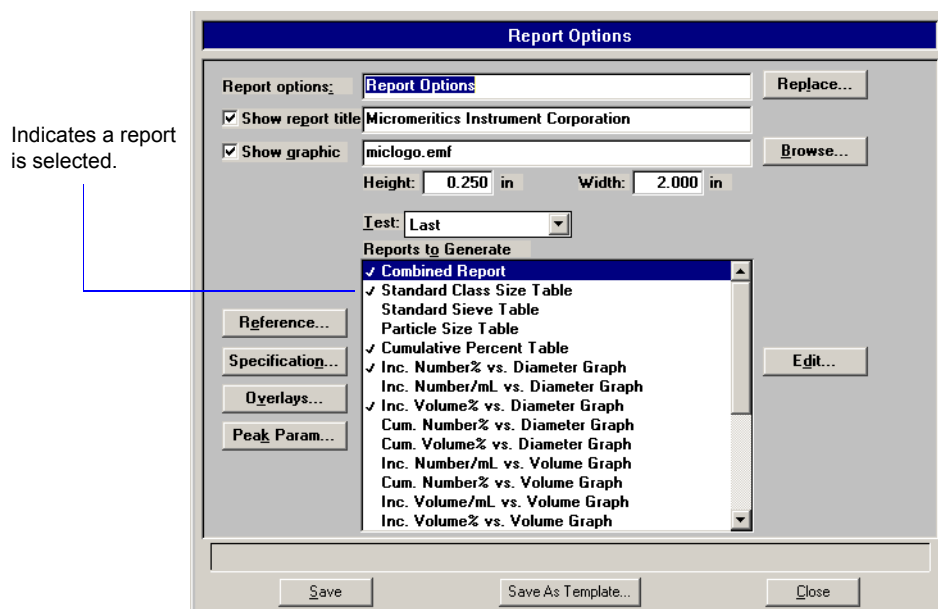 Report Options
Report options: Report Options Replace...
Show report title Micromeritics Instrument Corporation
Show graphic miclogo.emf Browse...
Height: 0.250 in Width: 2.000 in
Test: Last
Reports to Generate
Indicates a report
is selected.
✓ Combined Report
✓ Standard Class Size Table
Standard Sieve Table
Particle Size Table
✓ Cumulative Percent Table
✓ Inc. Number% vs. Diameter Graph
Inc. Number/mL vs. Diameter Graph
✓ Inc. Volume% vs. Diameter Graph
Cum. Number% vs. Diameter Graph
Cum. Volume% vs. Diameter Graph
Inc. Number/mL vs. Volume Graph
Cum. Number% vs. Volume Graph
Inc. Volume/mL vs. Volume Graph
Inc. Volume% vs. Volume Graph
Reference...
Specification...
Overlays...
Peak Param...
Edit...
Save Save As Template... Close